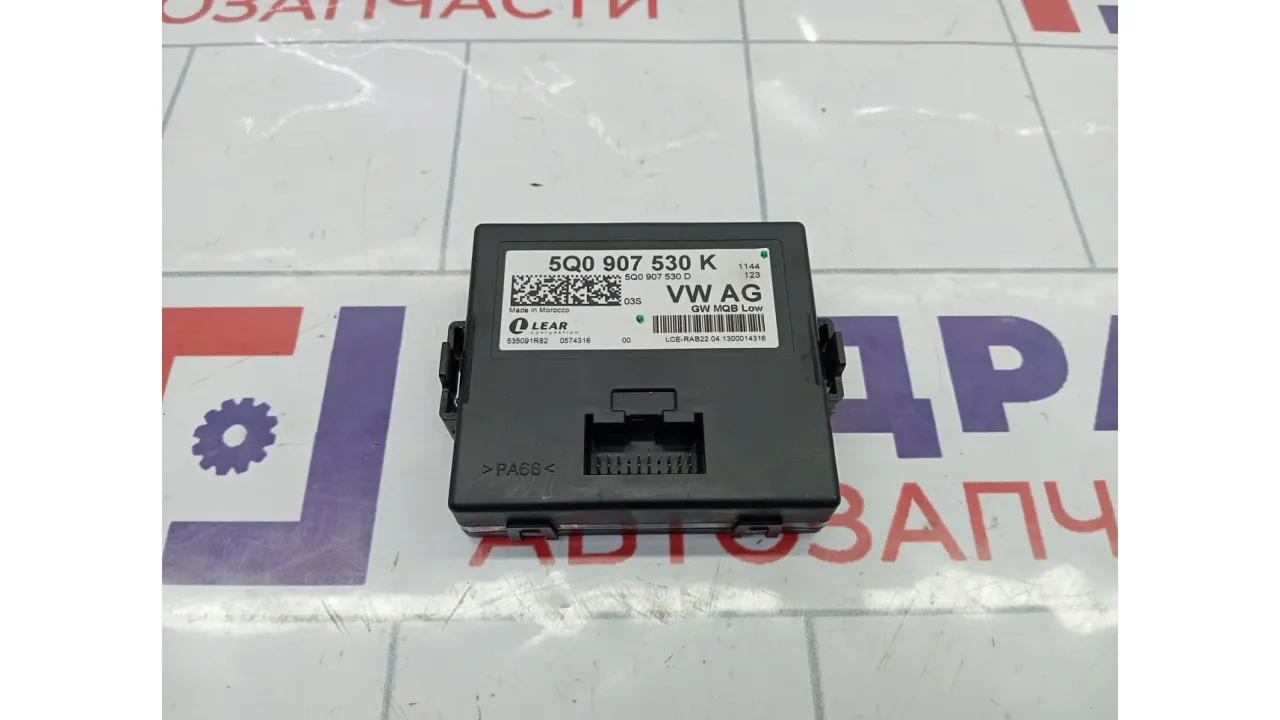 ОЗАПЧАСТИ
5Q0 907 530 K
1144
5Q0 907 530 D
123
03S
VW AG
Made in Morocco
GW MQB Low
LEAR
CORPORATION
535091R82 0574316 00 LCE-RAB22.04.1300014316
ДРА
>PA66<
АВТОЗАПЧ